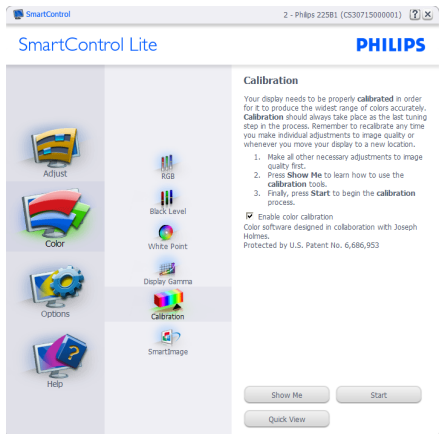 SmartControl
2 - Philips 225B1 (CS30715000001)
SmartControl Lite
PHILIPS
Adjust
Color
Options
Help
RGB
Black Level
White Point
Display Gamma
Calibration
SmartImage
Calibration
Your display needs to be properly calibrated in order
for it to produce the widest range of colors accurately.
Calibration should always take place as the last tuning
step in the process. Remember to recalibrate any time
you make individual adjustments to image quality or
whenever you move your display to a new location.
1. Make all other necessary adjustments to image
quality first.
2. Press Show Me to learn how to use the
calibration tools.
3. Finally, press Start to begin the calibration
process.
Enable color calibration
Color software designed in collaboration with Joseph
Holmes.
Protected by U.S. Patent No. 6,686,953
Show Me
Start
Quick View